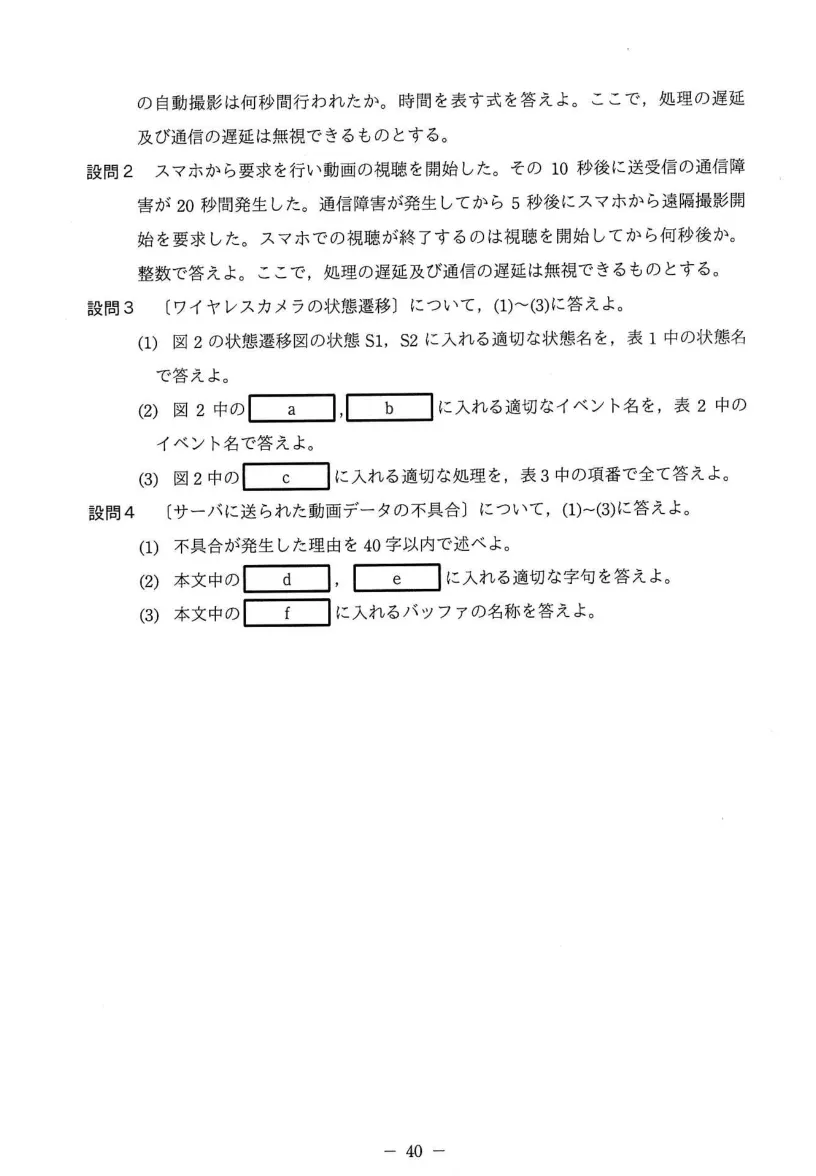 の自動撮影は何秒間行われたか。時間を表す式を答えよ。ここで，処理の遅延
及び通信の遅延は無視できるものとする。
設問2 スマホから要求を行い動画の視聴を開始した。その 10 秒後に送受信の通信障
害が 20 秒間発生した。通信障害が発生してから 5 秒後にスマホから遠隔撮影開
始を要求した。スマホでの視聴が終了するのは視聴を開始してから何秒後か。
整数で答えよ。ここで，処理の遅延及び通信の遅延は無視できるものとする。
設問3 〔ワイヤレスカメラの状態遷移〕について，(1)～(3)に答えよ。
(1) 図 2 の状態遷移図の状態 S1，S2 に入れる適切な状態名を，表 1 中の状態名
で答えよ。
(2) 図 2 中の a ， b に入れる適切なイベント名を，表 2 中の
イベント名で答えよ。
(3) 図 2 中の c に入れる適切な処理を，表 3 中の項番で全て答えよ。
設問4 〔サーバに送られた動画データの不具合〕について，(1)～(3)に答えよ。
(1) 不具合が発生した理由を 40 字以内で述べよ。
(2) 本文中の d ， e に入れる適切な字句を答えよ。
(3) 本文中の f に入れるバッファの名称を答えよ。
－ 40 －